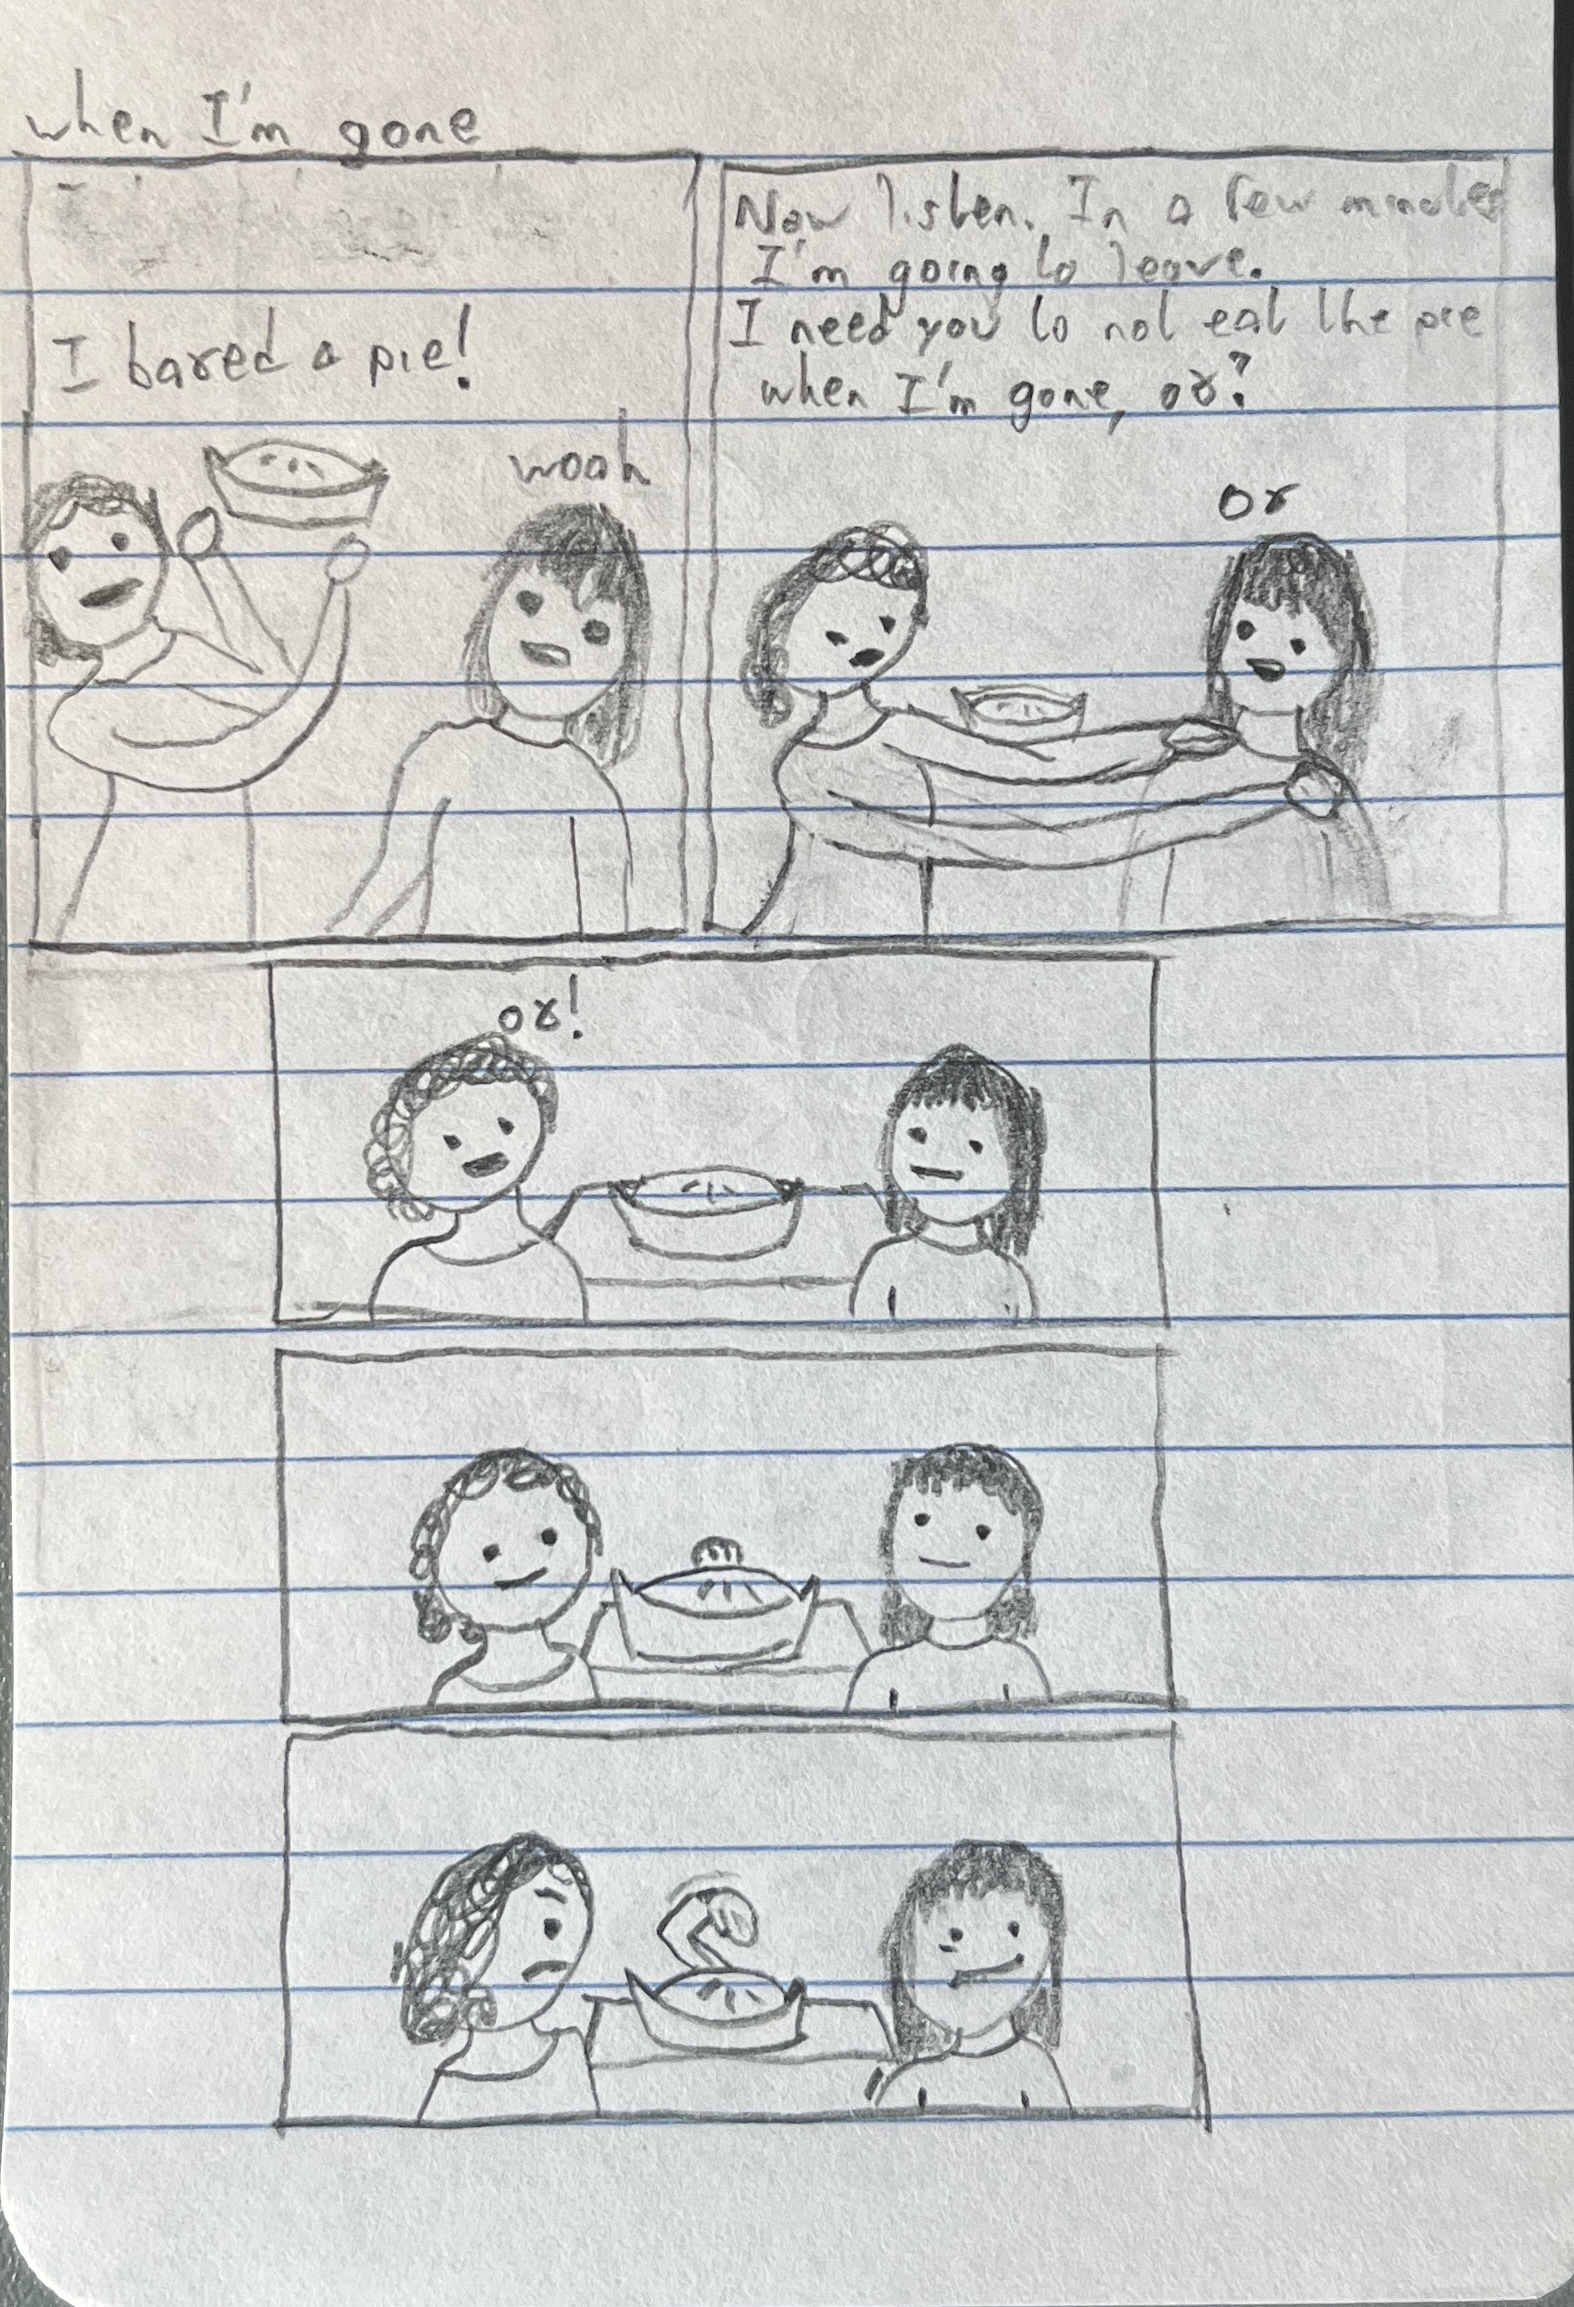 when I'm gone
I baked a pie!
woah
Now listen. In a few minutes
I'm going to leave.
I need you to not eat the pie
when I'm gone, ok?
ok
ok!